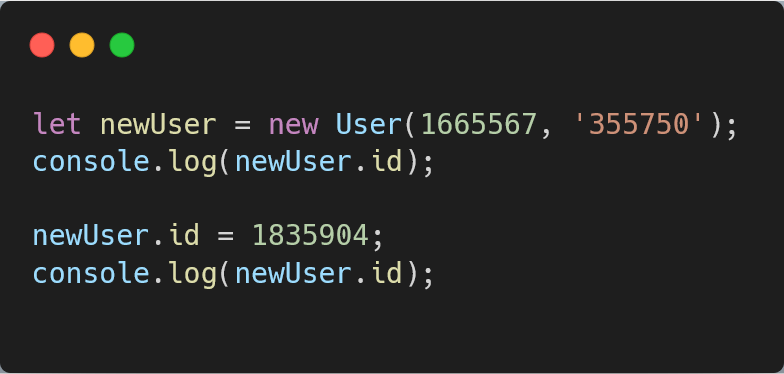 let newUser = new User(1665567, '355750');
console.log(newUser.id);
newUser.id = 1835904;
console.log(newUser.id);